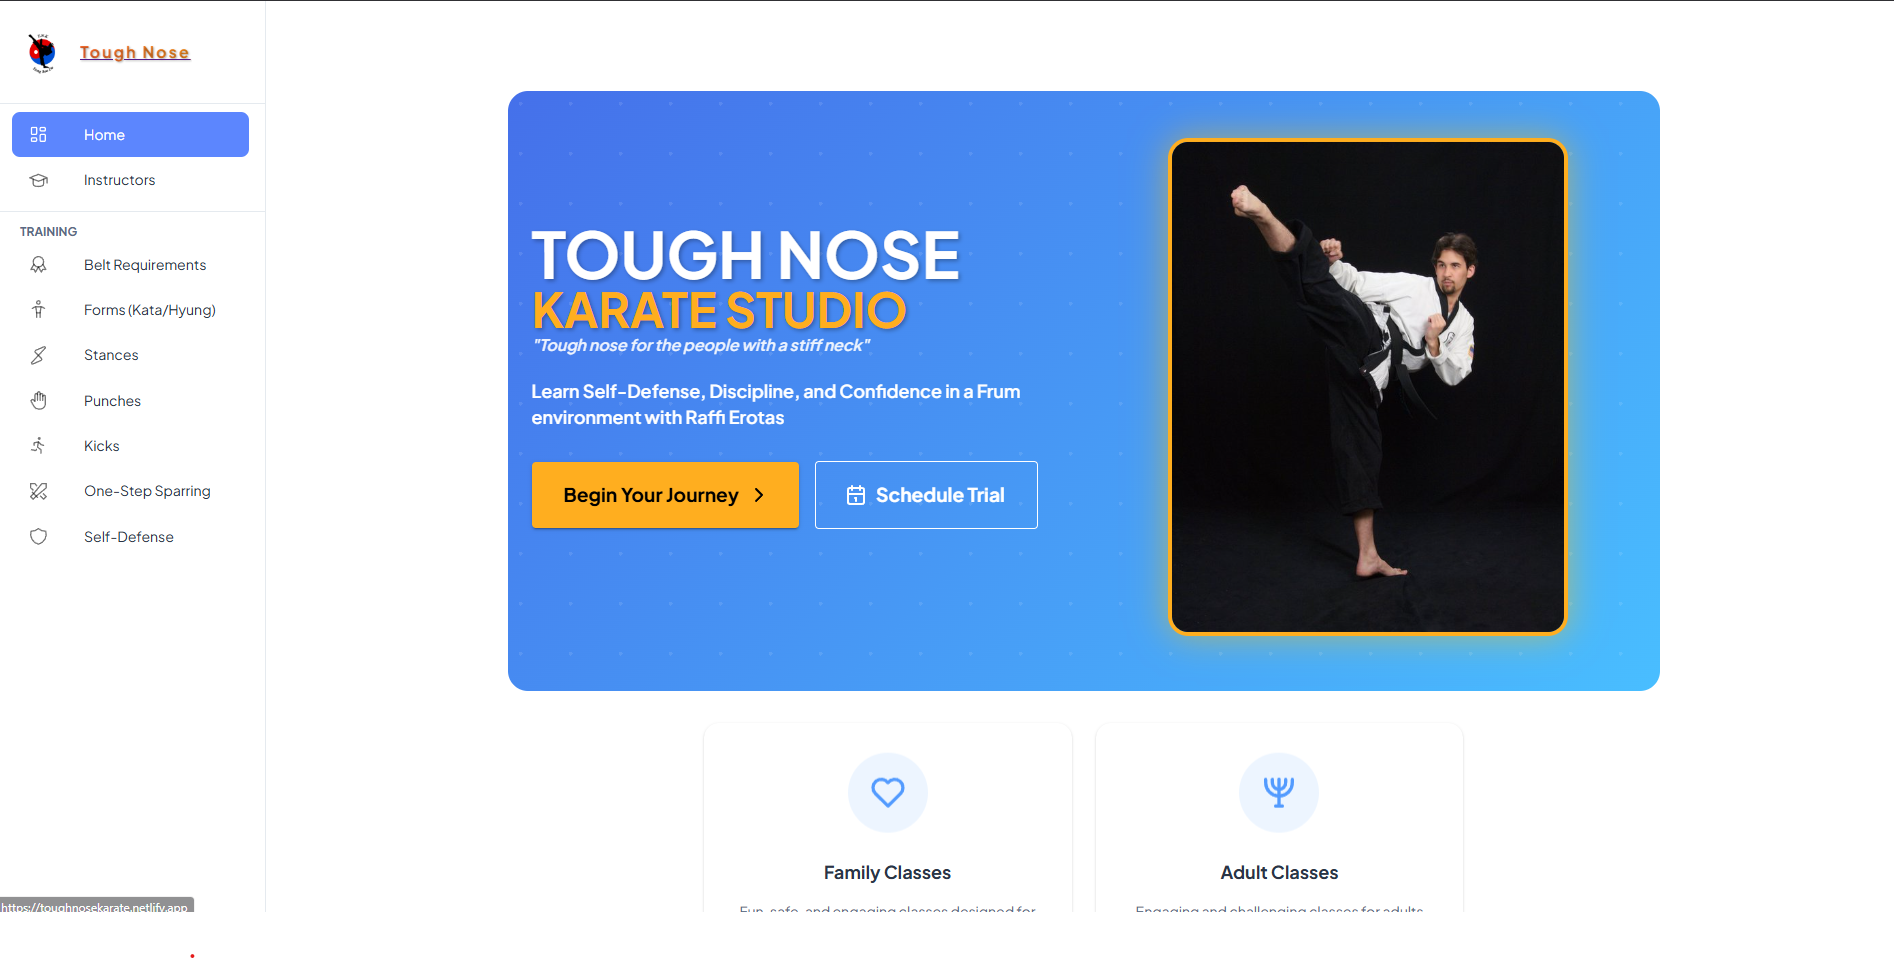 Tough Nose
Home
Instructors
TRAINING
Belt Requirements
Forms (Kata/Hyung)
Stances
Punches
Kicks
One-Step Sparring
Self-Defense
TOUGH NOSE
KARATE STUDIO
"Tough nose for the people with a stiff neck"
Learn Self-Defense, Discipline, and Confidence in a Frum
environment with Raffi Erotas
Begin Your Journey
Schedule Trial
Family Classes
Fun, safe, and engaging classes designed for
Adult Classes
Engaging and challenging classes for adults
https://toughnosekarate.netlify.app